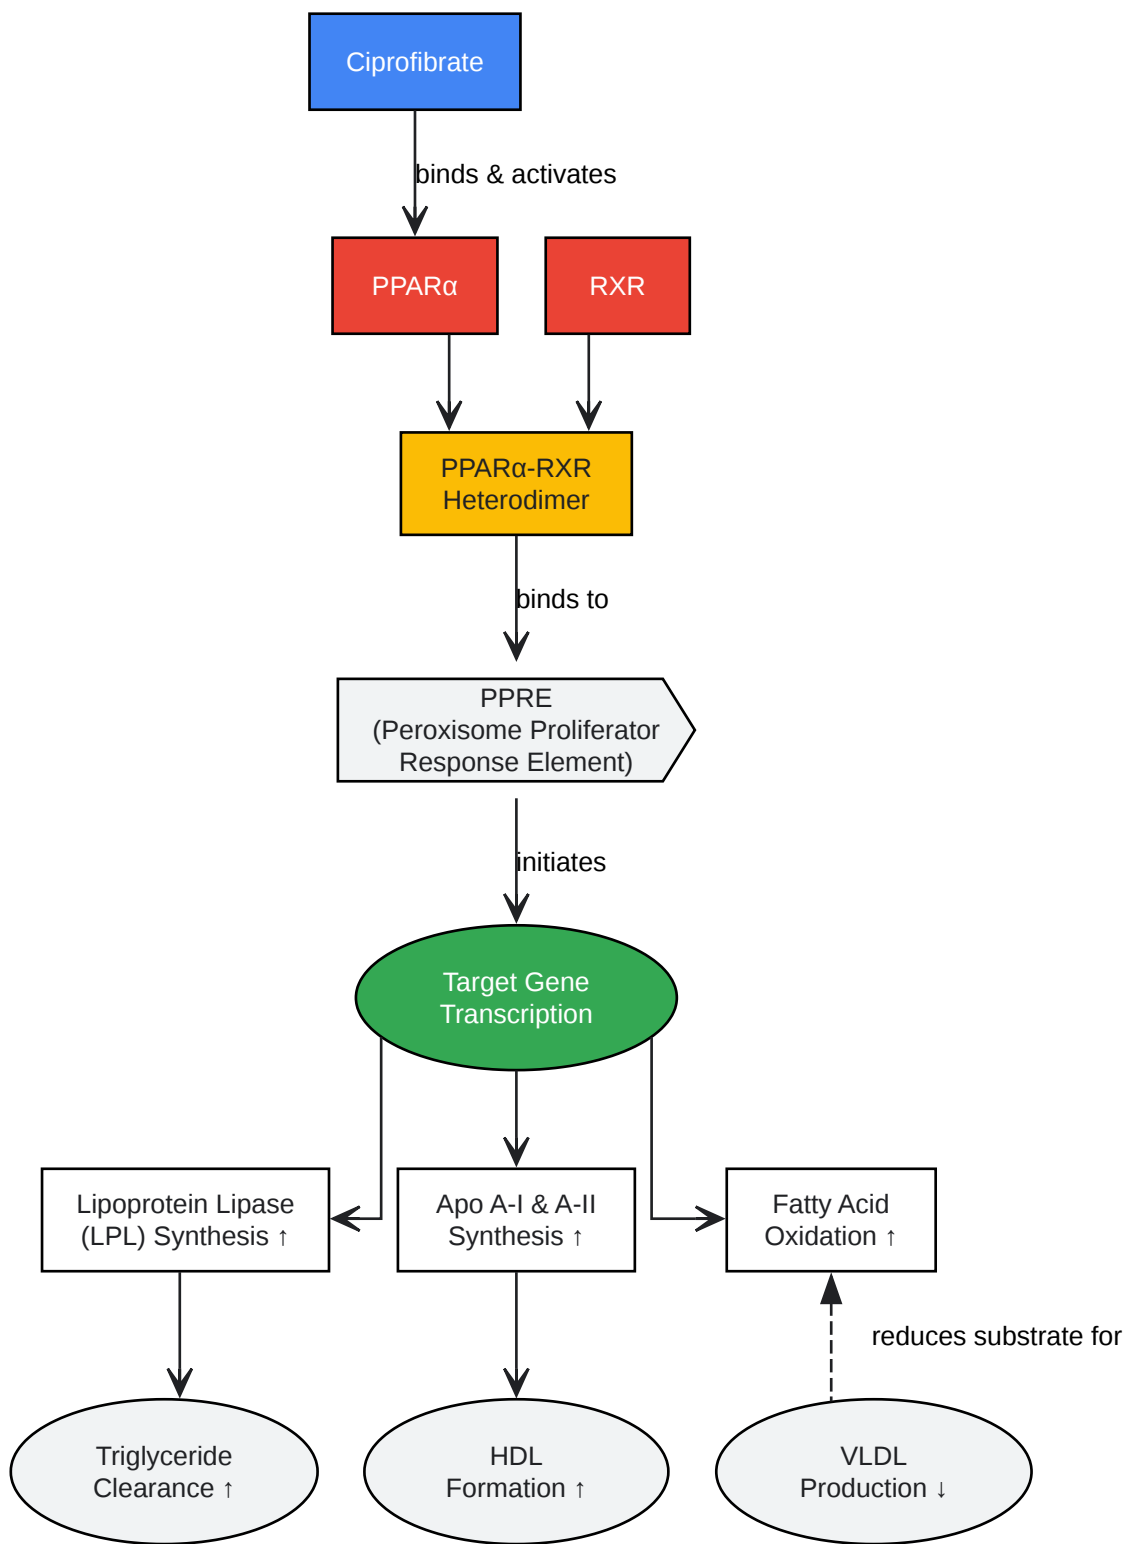 Ciprofibrate
binds & activates
PPARα
RXR
PPARα-RXR
Heterodimer
binds to
PPRE
(Peroxisome Proliferator
Response Element)
initiates
Target Gene
Transcription
Lipoprotein Lipase
(LPL) Synthesis ↑
Apo A-I & A-II
Synthesis ↑
Fatty Acid
Oxidation ↑
reduces substrate for
Triglyceride
Clearance ↑
HDL
Formation ↑
VLDL
Production ↓